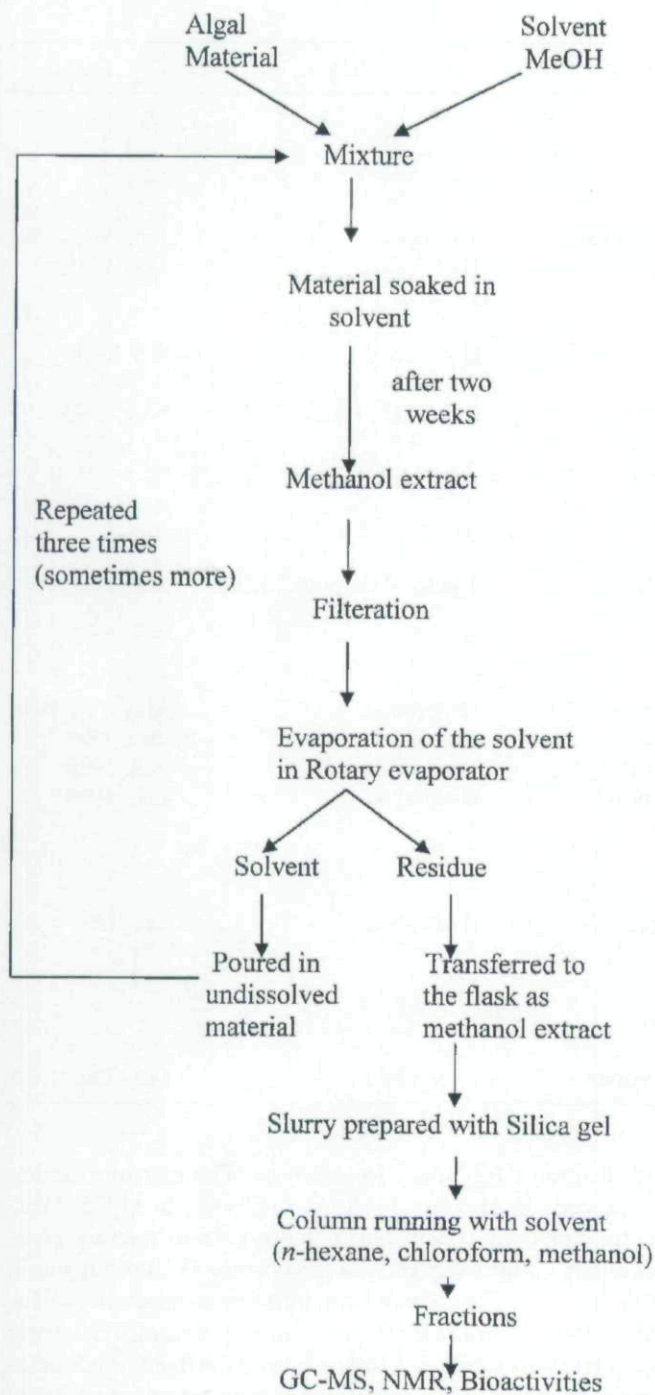 Algal
Material
Solvent
MeOH
Mixture
Material soaked in
solvent
after two
weeks
Methanol extract
Repeated
three times
(sometimes more)
Filteration
Evaporation of the solvent
in Rotary evaporator
Solvent
Residue
Poured in
undissolved
material
Transferred to
the flask as
methanol extract
Slurry prepared with Silica gel
Column running with solvent
(n-hexane, chloroform, methanol)
Fractions
GC-MS, NMR, Bioactivities